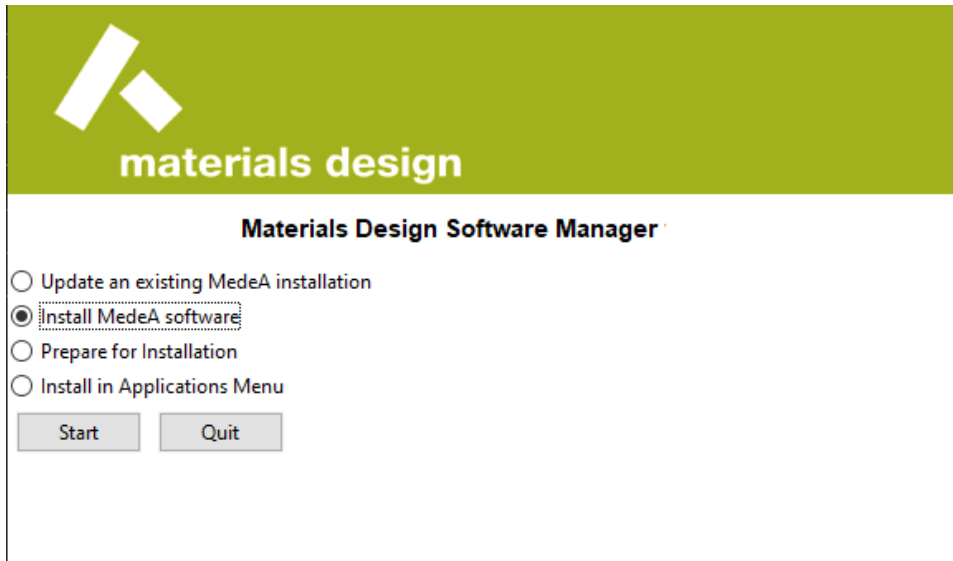 materials design
Materials Design Software Manager
Update an existing MedeA installation
Install MedeA software
Prepare for Installation
Install in Applications Menu
Start Quit